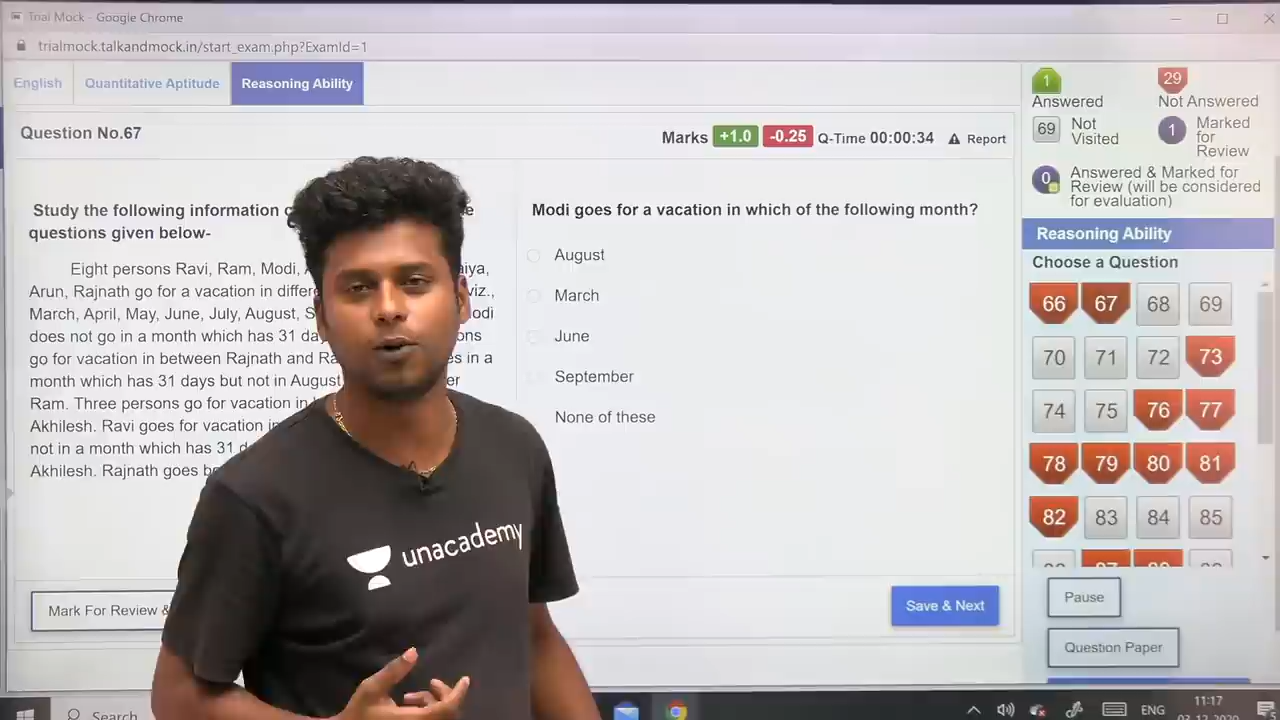 Trial Mock - Google Chrome
trialmock.talkandmock.in/start_exam.php?ExamId=1
English
Quantitative Aptitude
Reasoning Ability
Question No.67
Marks +1.0 -0.25 Q-Time 00:00:34 Report
Study the following information
questions given below-
Eight persons Ravi, Ram, Modi,
Arun, Rajnath go for a vacation in viz.,
March, April, May, June, July, August,
does not go in a month which has 31
go for vacation in between Rajnath and in a
month which has 31 days but not in August
Ram. Three persons go for vacation in
Akhilesh. Ravi goes for vacation
not in a month which has 31
Akhilesh. Rajnath goes
Modi goes for a vacation in which of the following month?
August
March
June
September
None of these
Mark For Review &
Save & Next
1
Answered
29
Not Answered
69
Not
Visited
1
Marked
for
Review
0
Answered & Marked for
Review (will be considered
for evaluation)
Reasoning Ability
Choose a Question
66 67 68 69
70 71 72 73
74 75 76 77
78 79 80 81
82 83 84 85
Pause
Question Paper
unacademy
Search
ENG
11:17